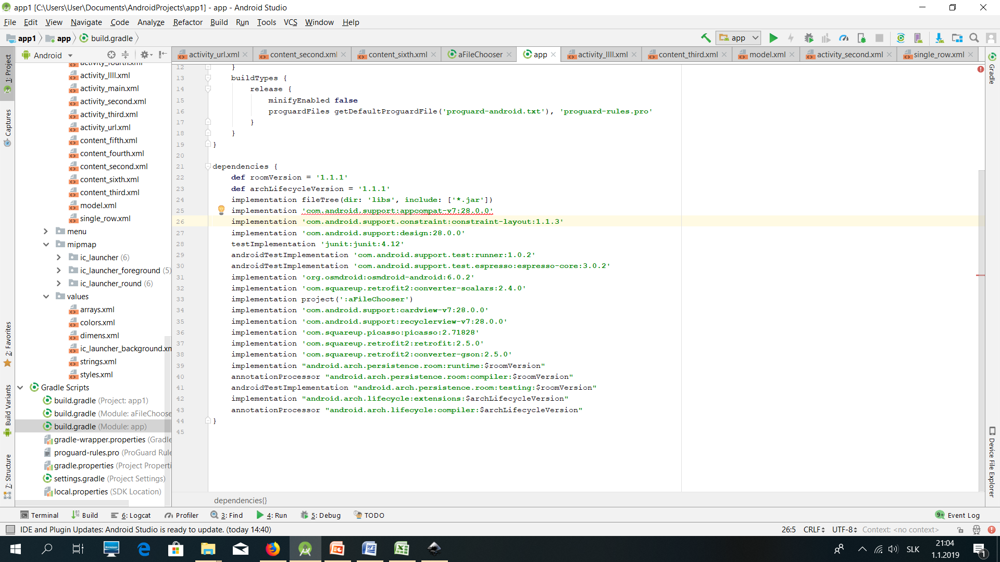 app1 [C:\Users\User\Documents\AndroidProjects\app1] - app - Android Studio
File Edit View Navigate Code Analyze Refactor Build Run Tools VCS Window Help
app1 app build.gradle
app
Android
activity_url.xml content_second.xml content_sixth.xml aFileChooser app activity_llll.xml content_third.xml model.xml activity_second.xml single_row.xml
1: Project
Captures
2: Favorites
Build Variants
7: Structure
activity_fourth.xml
activity_llll.xml
activity_main.xml
activity_second.xml
activity_third.xml
activity_url.xml
content_fifth.xml
content_fourth.xml
content_second.xml
content_sixth.xml
content_third.xml
model.xml
single_row.xml
menu
mipmap
ic_launcher (6)
ic_launcher_foreground (5)
ic_launcher_round (6)
values
arrays.xml
colors.xml
dimens.xml
ic_launcher_background.xm
strings.xml
styles.xml
Gradle Scripts
build.gradle (Project: app1)
build.gradle (Module: aFileChoose
build.gradle (Module: app)
gradle-wrapper.properties (Gradle
proguard-rules.pro (ProGuard Rule
gradle.properties (Project Properti
settings.gradle (Project Settings)
local.properties (SDK Location)
12 }
13 buildTypes {
14 release {
15 minifyEnabled false
16 proguardFiles getDefaultProguardFile('proguard-android.txt'), 'proguard-rules.pro'
17 }
18 }
19 }
20
21 dependencies {
22 def roomVersion = '1.1.1'
23 def archLifecycleVersion = '1.1.1'
24 implementation fileTree(dir: 'libs', include: ['*.jar'])
25 implementation 'com.android.support:appcompat-v7:28.0.0'
26 implementation 'com.android.support.constraint:constraint-layout:1.1.3'
27 implementation 'com.android.support:design:28.0.0'
28 testImplementation 'junit:junit:4.12'
29 androidTestImplementation 'com.android.support.test:runner:1.0.2'
30 androidTestImplementation 'com.android.support.test.espresso:espresso-core:3.0.2'
31 implementation 'org.osmdroid:osmdroid-android:6.0.2'
32 implementation 'com.squareup.retrofit2:converter-scalars:2.4.0'
33 implementation project(':aFileChooser')
34 implementation 'com.android.support:cardview-v7:28.0.0'
35 implementation 'com.android.support:recyclerview-v7:28.0.0'
36 implementation 'com.squareup.picasso:picasso:2.71828'
37 implementation 'com.squareup.retrofit2:retrofit:2.5.0'
38 implementation 'com.squareup.retrofit2:converter-gson:2.5.0'
39 implementation "android.arch.persistence.room:runtime:$roomVersion"
40 annotationProcessor "android.arch.persistence.room:compiler:$roomVersion"
41 androidTestImplementation "android.arch.persistence.room:testing:$roomVersion"
42 implementation "android.arch.lifecycle:extensions:$archLifecycleVersion"
43 annotationProcessor "android.arch.lifecycle:compiler:$archLifecycleVersion"
44 }
45
dependencies{}
Gradle
Device File Explorer
Terminal Build 6: Logcat Profiler 3: Find 4: Run 5: Debug TODO 9+ Event Log
IDE and Plugin Updates: Android Studio is ready to update. (today 14:40) 26:5 CRLF UTF-8 Context: <no context>
SLK
21:04
1.1.2019
1